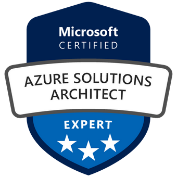 Microsoft
CERTIFIED
AZURE SOLUTIONS
ARCHITECT
EXPERT